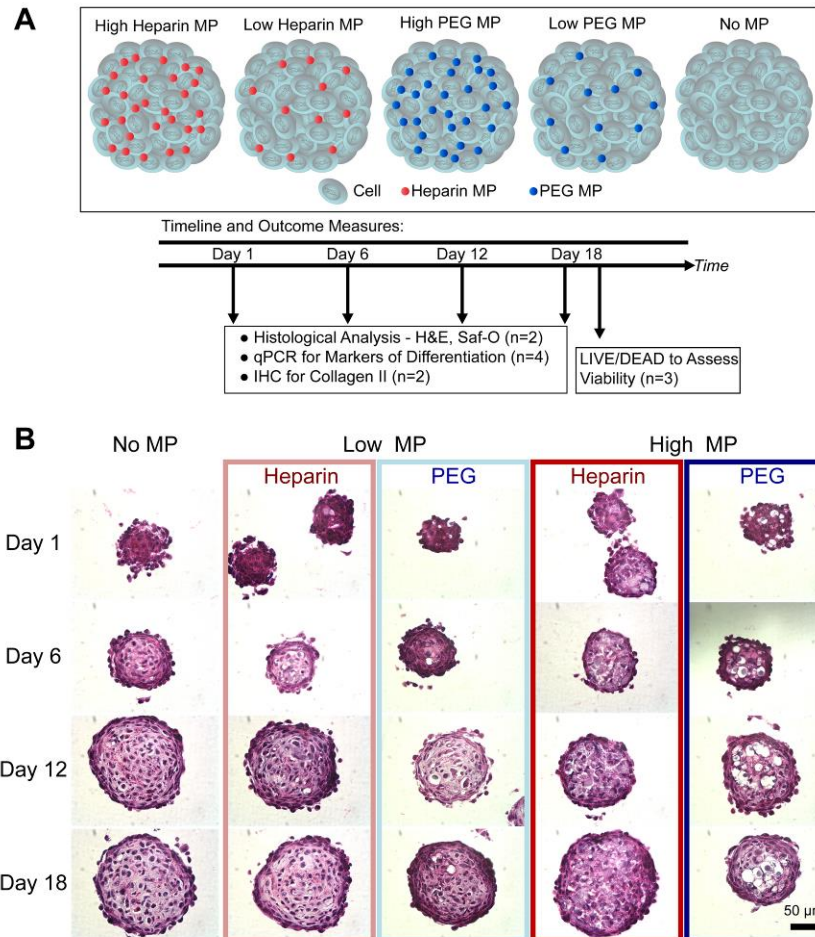 A
High Heparin MP Low Heparin MP High PEG MP Low PEG MP No MP
Cell Heparin MP PEG MP
Timeline and Outcome Measures:
Day 1 Day 6 Day 12 Day 18
Time
● Histological Analysis - H&E, Saf-O (n=2)
● qPCR for Markers of Differentiation (n=4)
● IHC for Collagen II (n=2)
LIVE/DEAD to Assess
Viability (n=3)
B
No MP Low MP High MP
Heparin PEG Heparin PEG
Day 1
Day 6
Day 12
Day 18
50